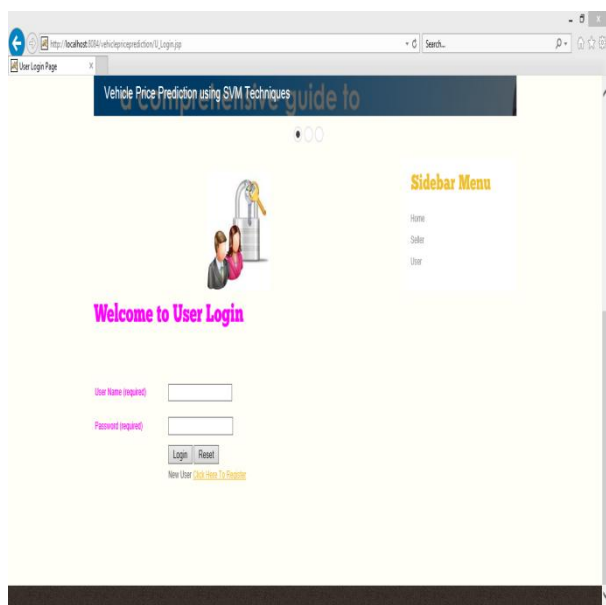 http://localhost:8084/vehiclepriceprediction/U_Login.jsp
Search...
User Login Page
X
a comprehensive guide to
Vehicle Price Prediction using SVM Techniques
Sidebar Menu
Home
Seller
User
Welcome to User Login
User Name (required)
Password (required)
Login Reset
New User Click Here To Register